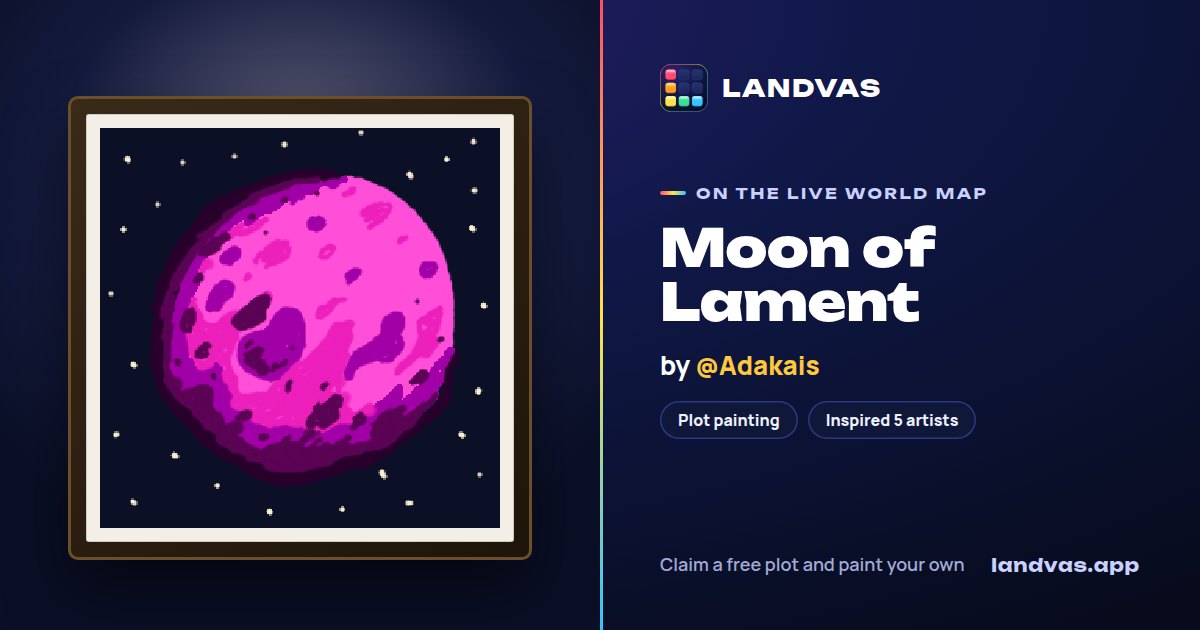 LANDVAS
ON THE LIVE WORLD MAP
Moon of
Lament
by @Adakais
Plot painting
Inspired 5 artists
Claim a free plot and paint your own
landvas.app